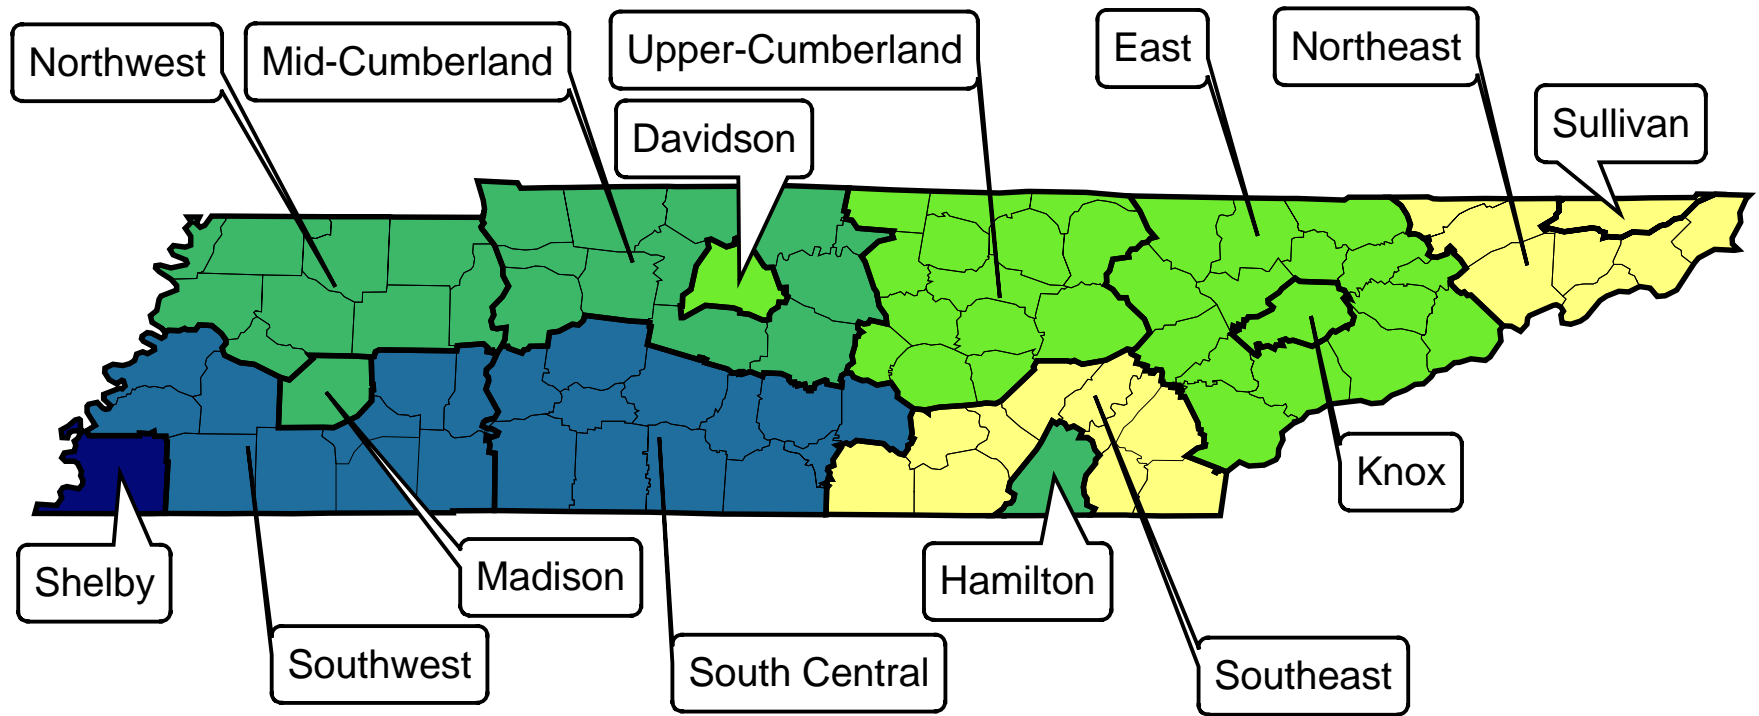 Northwest
Mid-Cumberland
Upper-Cumberland
East
Northeast
Davidson
Sullivan
Knox
Shelby
Madison
Hamilton
Southwest
South Central
Southeast